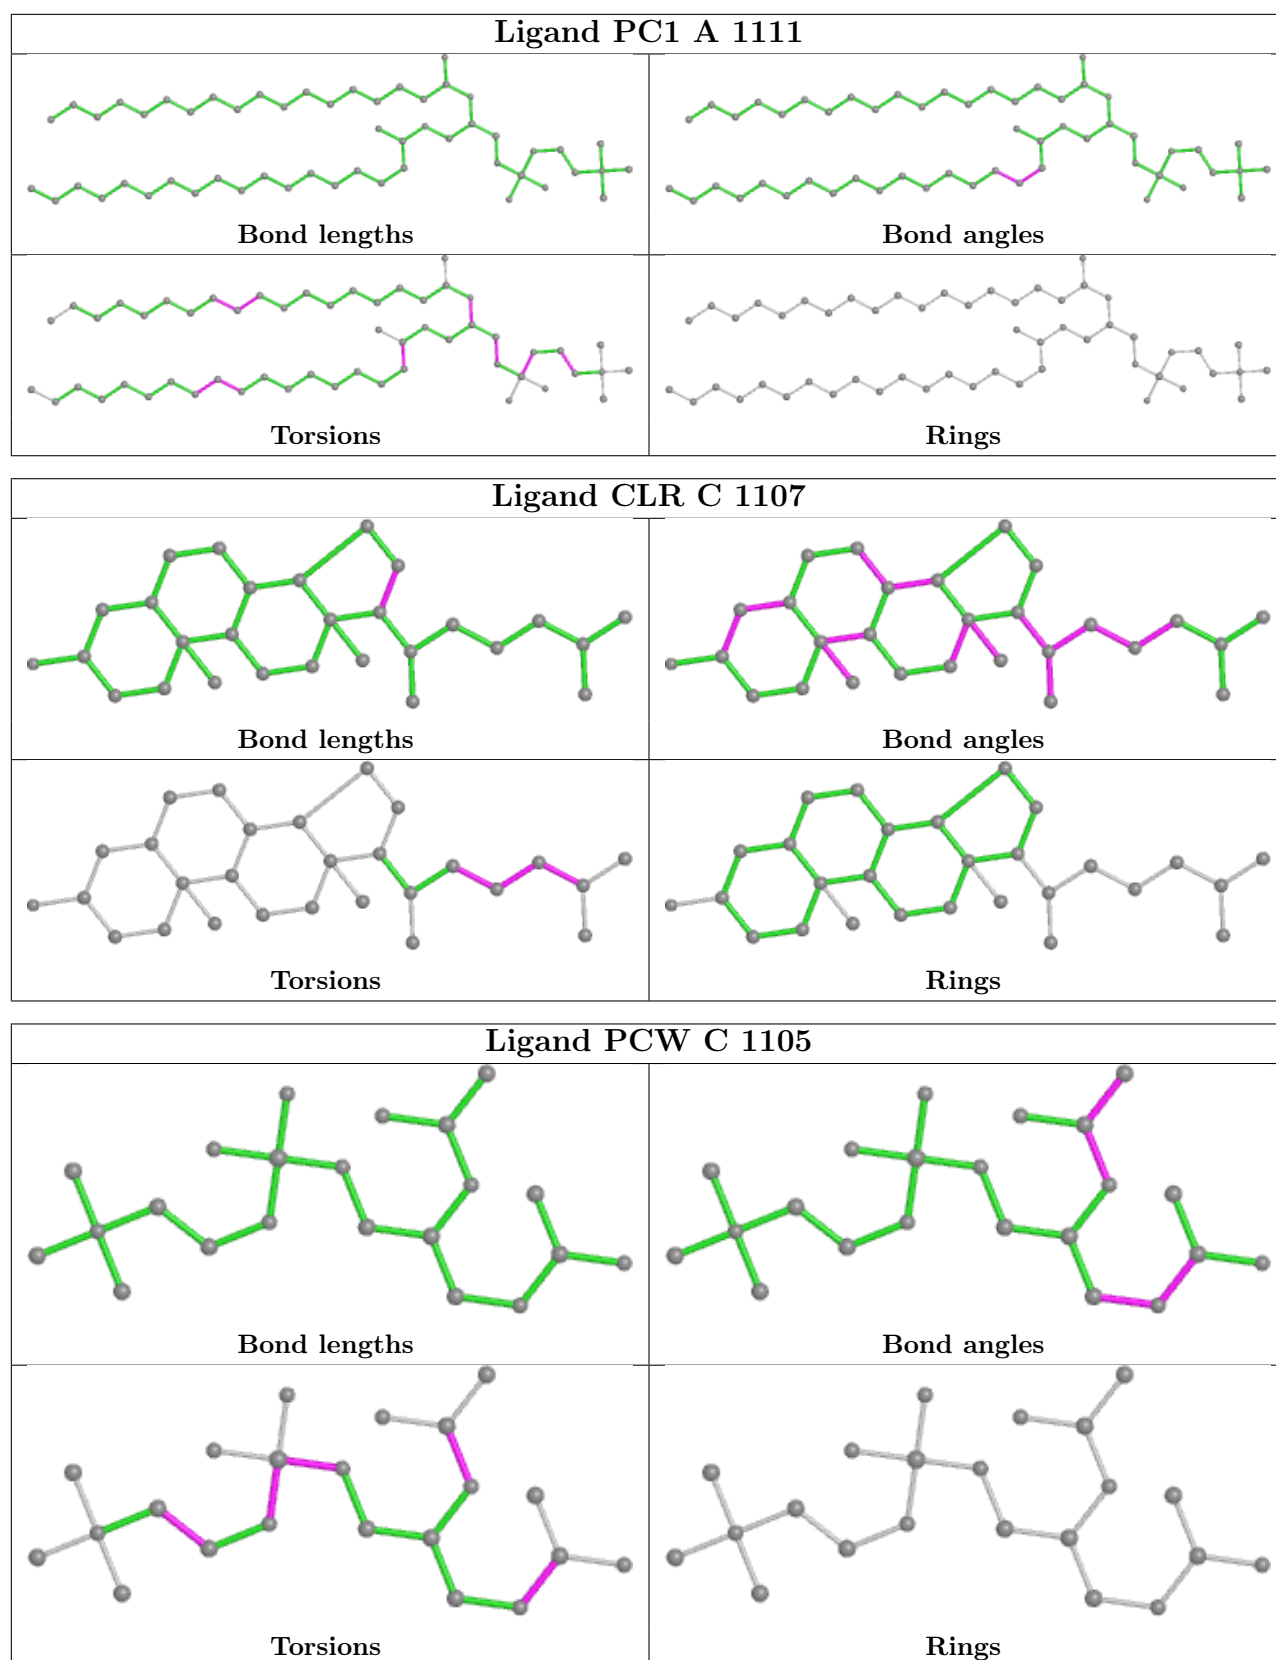 Ligand PC1 A 1111
Bond lengths
Bond angles
Torsions
Rings
Ligand CLR C 1107
Bond lengths
Bond angles
Torsions
Rings
Ligand PCW C 1105
Bond lengths
Bond angles
Torsions
Rings